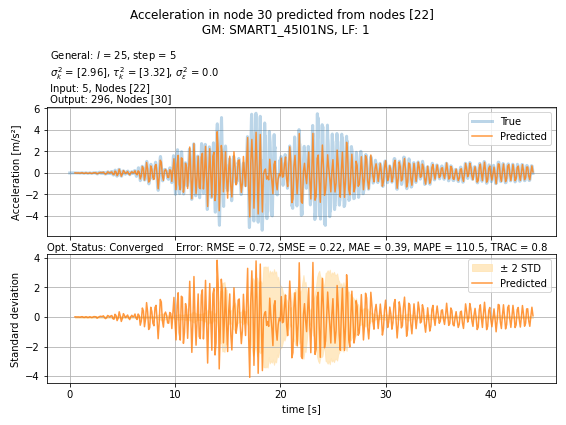 Acceleration in node 30 predicted from nodes [22]
GM: SMART1_45I01NS, LF: 1
General: l = 25, step = 5
σ²ₖ = [2.96], τ²ₖ = [3.32], σ²ε = 0.0
Input: 5, Nodes [22]
Output: 296, Nodes [30]
6
4
2
0
−2
−4
Acceleration [m/s²]
True
Predicted
Opt. Status: Converged    Error: RMSE = 0.72, SMSE = 0.22, MAE = 0.39, MAPE = 110.5, TRAC = 0.8
4
2
0
−2
−4
Standard deviation
± 2 STD
Predicted
0 10 20 30 40
time [s]